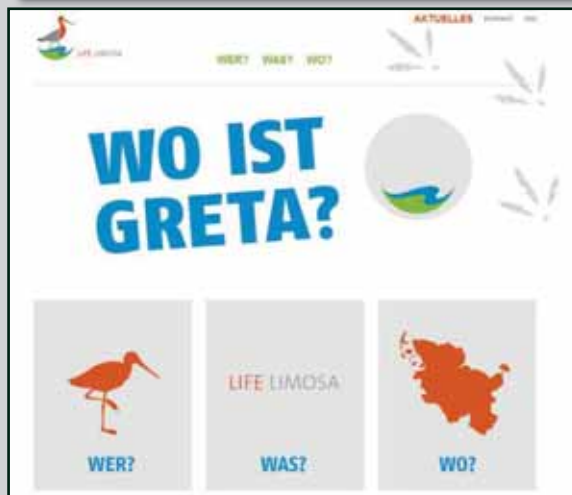 AKTUELLES
LIFE LIMOSA
WER? WAS? WO?
WO IST
GRETA?
LIFE LIMOSA
WER?
WAS?
WO?